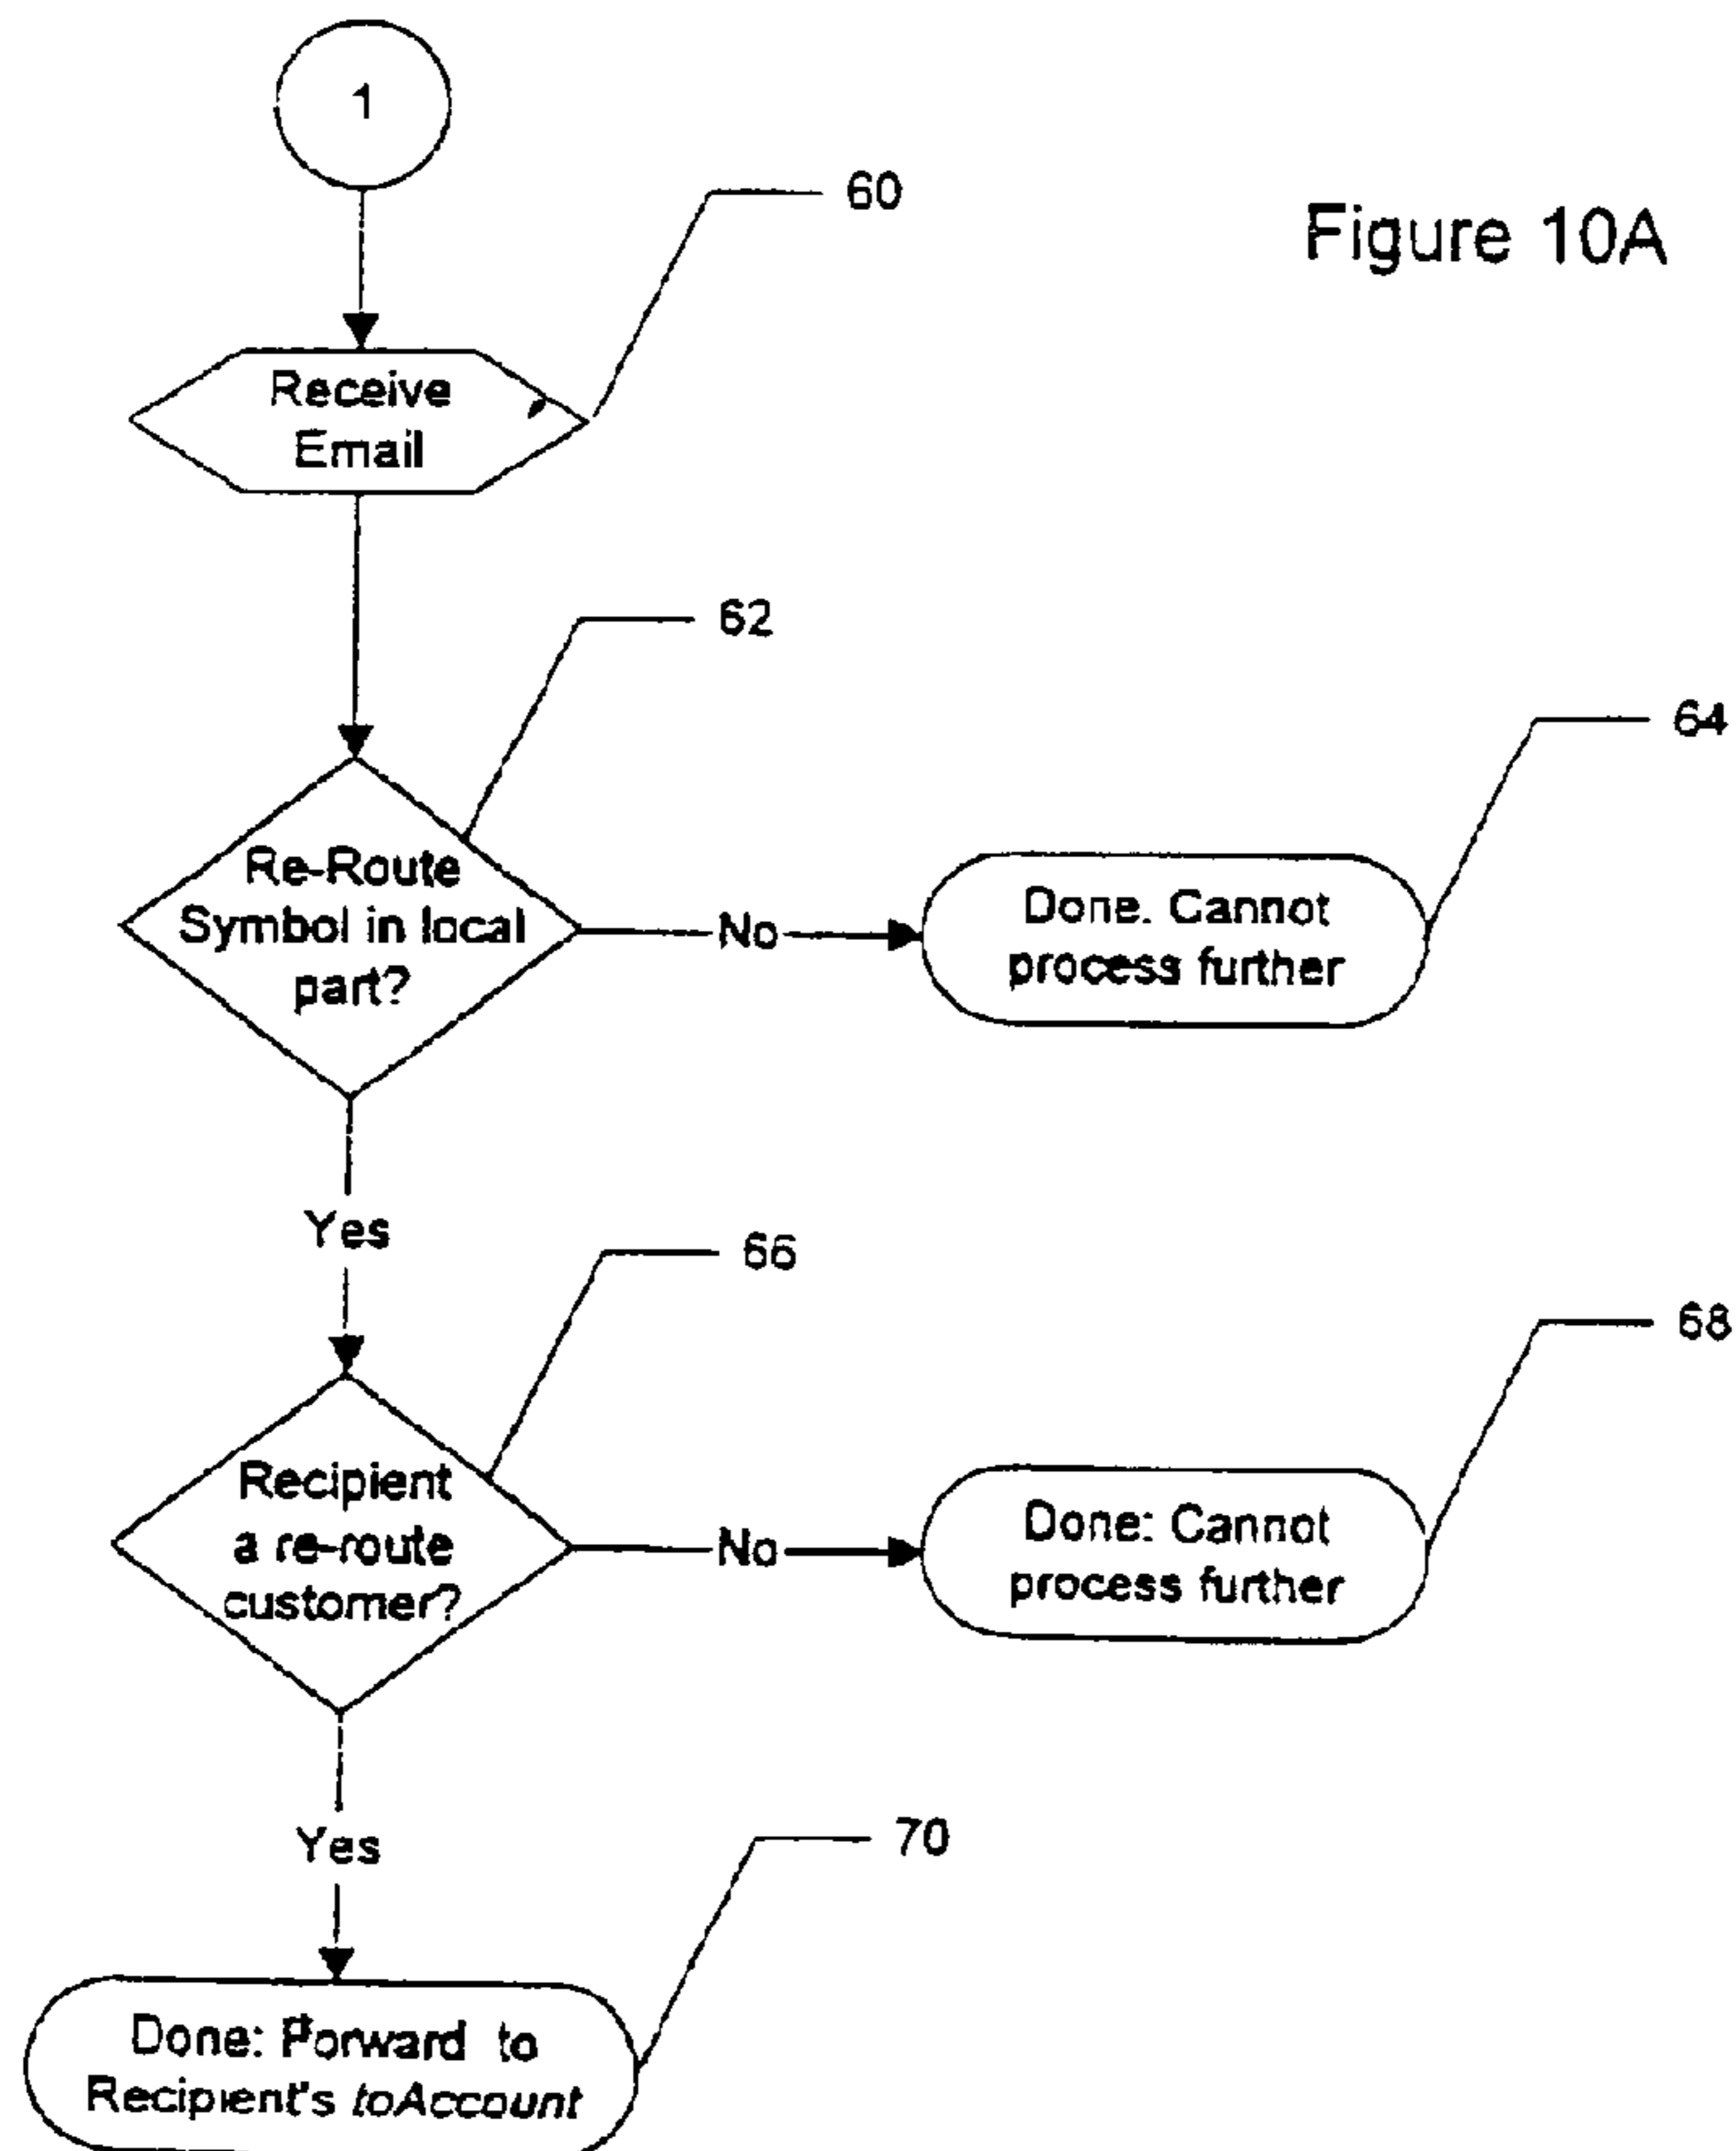 1
60
Figure 10A
Receive
Email
62
64
Re-Route
Symbol in local
part?
No
Done. Cannot
process further
Yes
66
68
Recipient
a re-route
customer?
No
Done: Cannot
process further
Yes
70
Done: Forward to
Recipient's toAccount